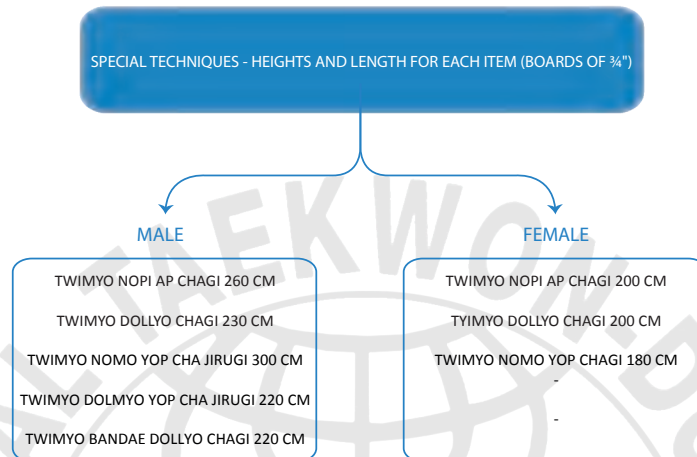 SPECIAL TECHNIQUES - HEIGHTS AND LENGTH FOR EACH ITEM (BOARDS OF ¾")
MALE
TWIMYO NOPI AP CHAGI 260 CM
TWIMYO DOLLYO CHAGI 230 CM
TWIMYO NOMO YOP CHA JIRUGI 300 CM
TWIMYO DOLMYO YOP CHA JIRUGI 220 CM
TWIMYO BANDAE DOLLYO CHAGI 220 CM
FEMALE
TWIMYO NOPI AP CHAGI 200 CM
TYIMYO DOLLYO CHAGI 200 CM
TWIMYO NOMO YOP CHAGI 180 CM
-
-
AL TAEKWON-DO